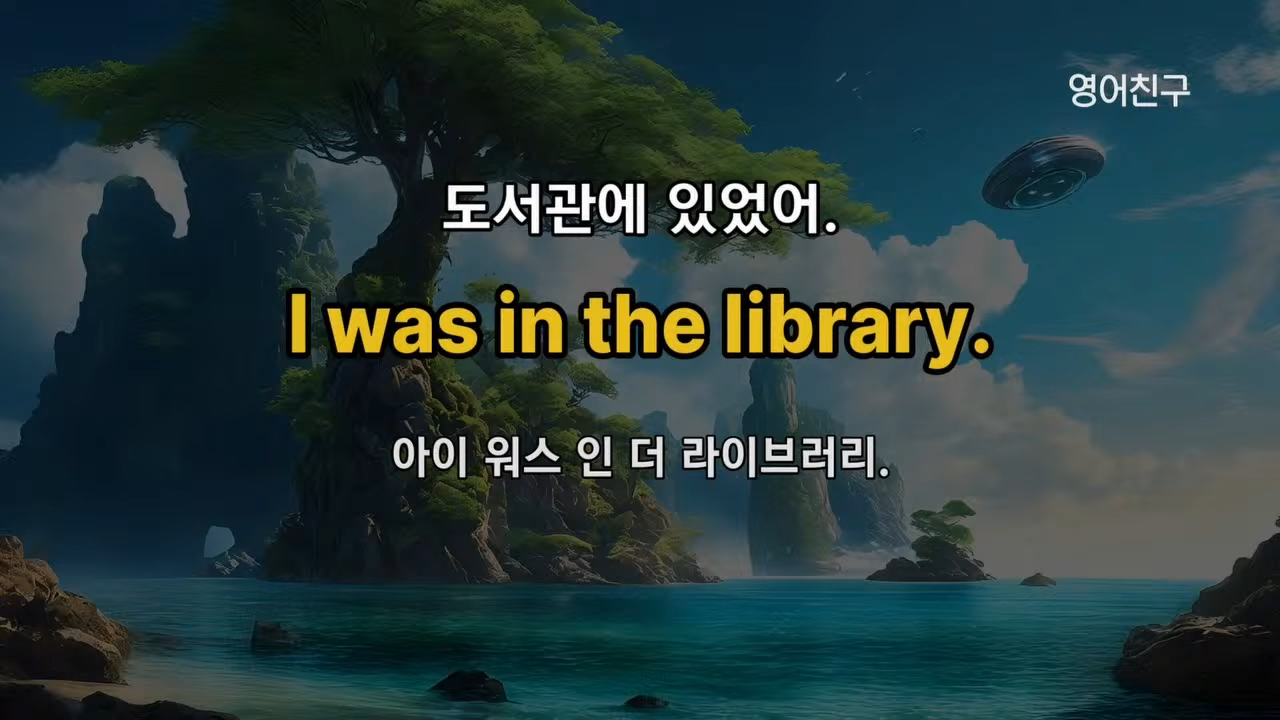 영어친구
도서관에 있었어.
I was in the library.
아이 워스 인 더 라이브러리.